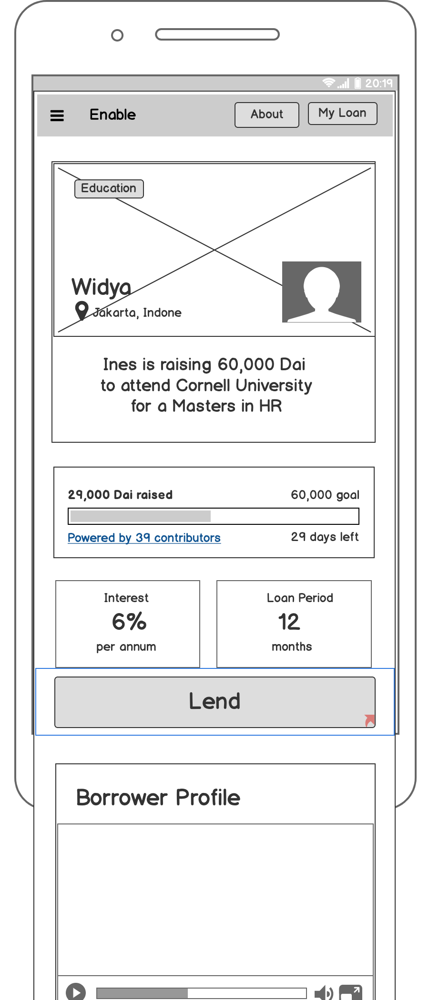 20:19
Enable
About
My Loan
Education
Widya
Jakarta, Indone
Ines is raising 60,000 Dai
to attend Cornell University
for a Masters in HR
29,000 Dai raised
60,000 goal
Powered by 39 contributors
29 days left
Interest
6%
per annum
Loan Period
12
months
Lend
Borrower Profile